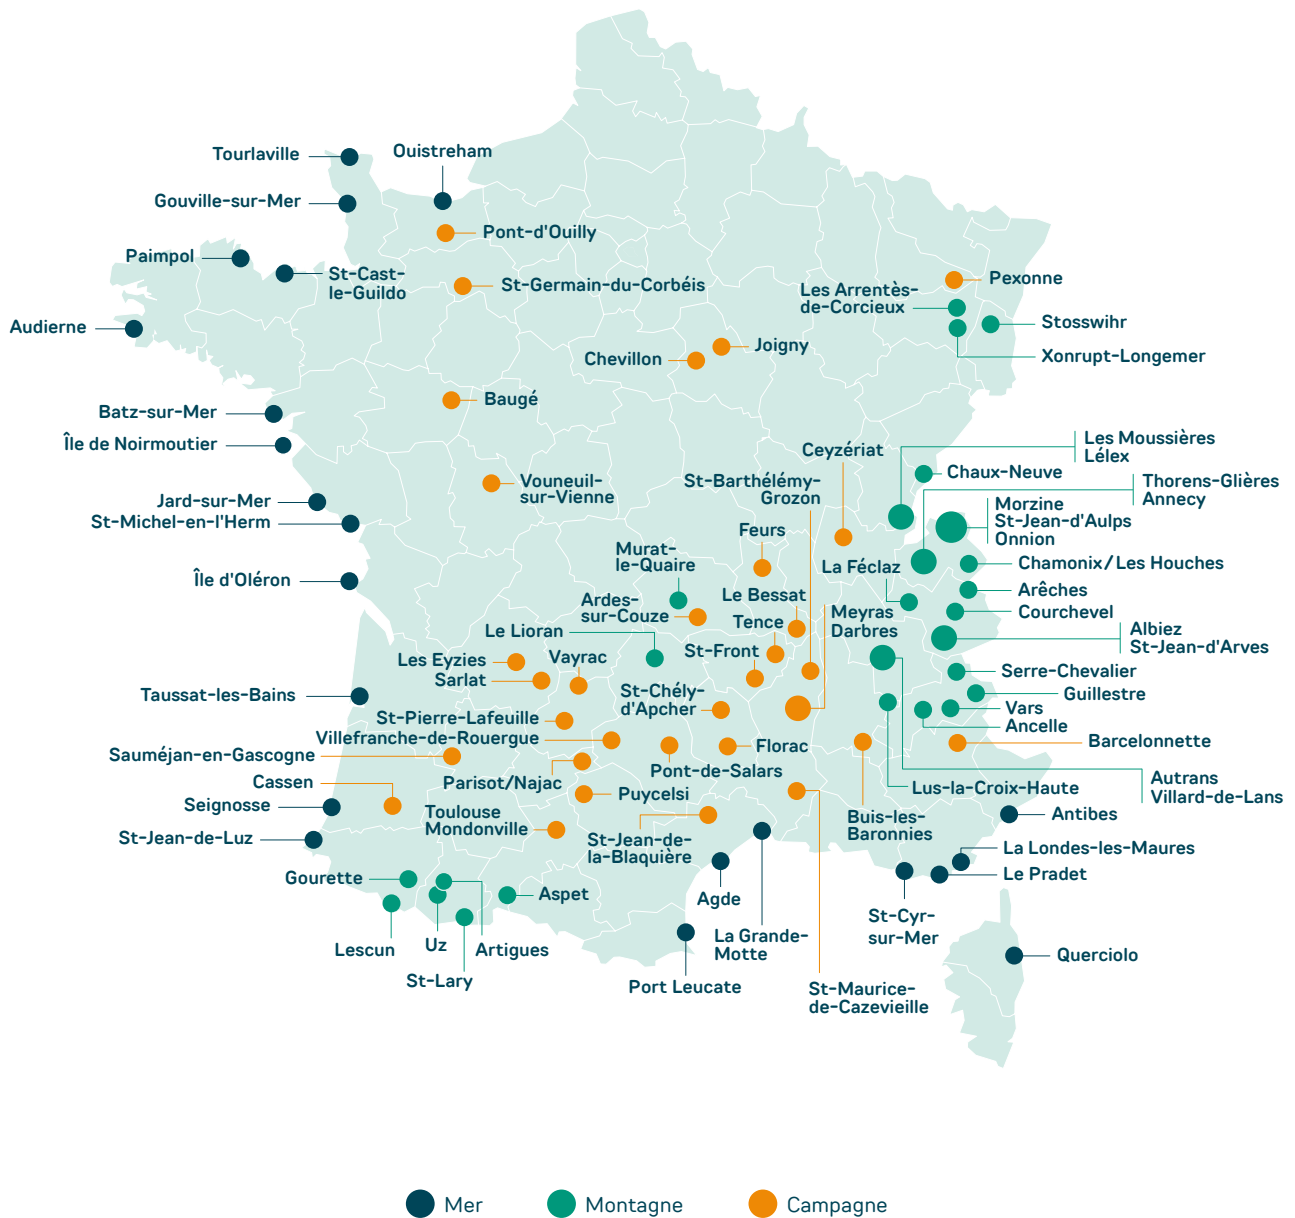 Tourlaville
Ouistreham
Gouville-sur-Mer
Pont-d'Ouilly
Paimpol
St-Cast-
le-Guildo
St-Germain-du-Corbéis
Pexonne
Les Arrentès-
de-Corcieux
Audierne
Stosswihr
Joigny
Chevillon
Xonrupt-Longemer
Baugé
Batz-sur-Mer
Île de Noirmoutier
Les Moussières
Lélex
Ceyzériat
Chaux-Neuve
Vouneuil-
sur-Vienne
St-Barthélémy-
Grozon
Thorens-Glières
Annecy
Jard-sur-Mer
St-Michel-en-l'Herm
Morzine
St-Jean-d'Aulps
Onnion
Feurs
Murat-
le-Quaire
La Féclaz
Chamonix/Les Houches
Île d'Oléron
Arêches
Le Bessat
Ardes-
sur-Couze
Courchevel
Meyras
Darbres
Tence
Le Lioran
Albiez
St-Jean-d'Arves
St-Front
Vayrac
Les Eyzies
Sarlat
Serre-Chevalier
Taussat-les-Bains
St-Chély-
d'Apcher
Guillestre
Vars
Ancelle
St-Pierre-Lafeuille
Villefranche-de-Rouergue
Florac
Barcelonnette
Sauméjan-en-Gascogne
Pont-de-Salars
Cassen
Parisot/Najac
Puycelsi
Lus-la-Croix-Haute
Autrans
Villard-de-Lans
Seignosse
Toulouse
Mondonville
Buis-les-
Baronnies
Antibes
St-Jean-de-Luz
St-Jean-de-
la-Blaquière
La Londes-les-Maures
Gourette
Le Pradet
Aspet
Agde
St-Cyr-
sur-Mer
Lescun
Uz
Artigues
La Grande-
Motte
Querciolo
St-Lary
Port Leucate
St-Maurice-
de-Cazevieille
Mer
Montagne
Campagne